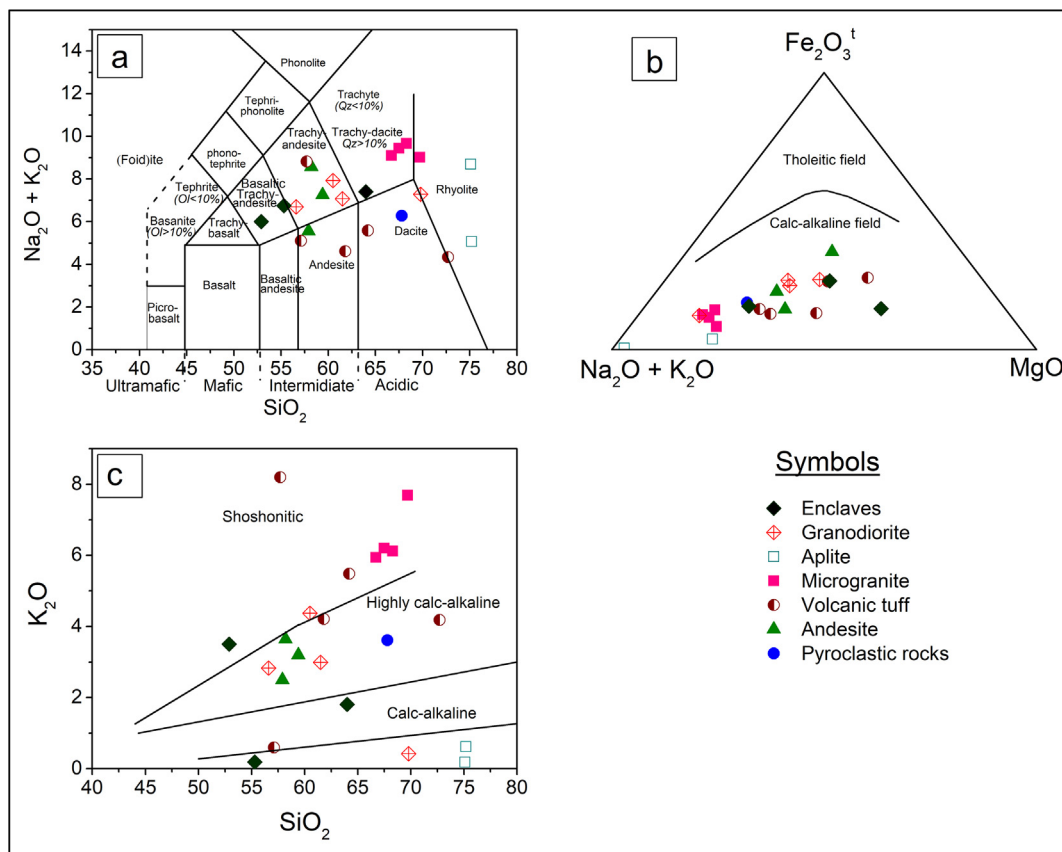 a
Na₂O + K₂O
14
12
10
8
6
4
2
0
Phonolite
Tephri-
phonolite
Trachyte
(Qz<10%)
(Foid)ite
phono-
tephrite
Trachy-
andesite
Trachy-dacite
Qz>10%
Tephrite
(Ol<10%)
Basaltic
Trachy-
andesite
Rhyolite
Basanite
(Ol>10%)
Trachy-
basalt
Dacite
Picro-
basalt
Basalt
Basaltic
andesite
Andesite
35 40 45 50 55 60 65 70 75 80
Ultramafic Mafic Intermidiate Acidic
SiO₂
b
Fe₂O₃ᵗ
Tholeitic field
Calc-alkaline field
Na₂O + K₂O
MgO
c
K₂O
8
6
4
2
0
Shoshonitic
Highly calc-alkaline
Calc-alkaline
40 45 50 55 60 65 70 75 80
SiO₂
Symbols
Enclaves
Granodiorite
Aplite
Microgranite
Volcanic tuff
Andesite
Pyroclastic rocks